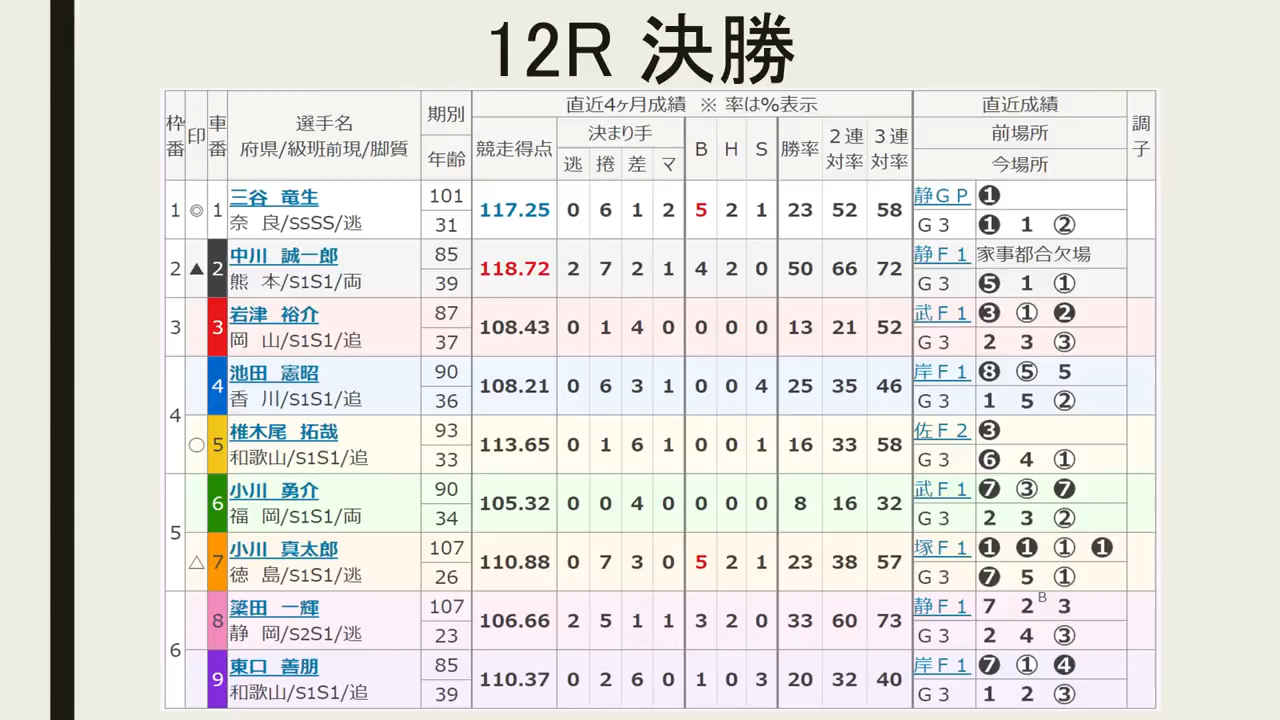 12R 決勝
枠番 印 車番 選手名 府県/級班前現/脚質 期別 年齢 直近4ヶ月成績 ※ 率は%表示 直近成績 調子
競走得点 決まり手 B H S 勝率 2連対率 3連対率 前場所
逃 捲 差 マ 今場所
1 ◎ 1 三谷 竜生 101 117.25 0 6 1 2 5 2 1 23 52 58 静GP ❶
奈 良/SSSS/逃 31 G3 ❶ 1 ②
2 ▲ 2 中川 誠一郎 85 118.72 2 7 2 1 4 2 0 50 66 72 静F1 家事都合欠場
熊 本/S1S1/両 39 G3 ❺ 1 ①
3 3 岩津 裕介 87 108.43 0 1 4 0 0 0 0 13 21 52 武F1 ❸ ① ❷
岡 山/S1S1/追 37 G3 2 3 ③
4 4 池田 憲昭 90 108.21 0 6 3 1 0 0 4 25 35 46 岸F1 ❽ ⑤ 5
香 川/S1S1/追 36 G3 1 5 ②
○ 5 椎木尾 拓哉 93 113.65 0 1 6 1 0 0 1 16 33 58 佐F2 ❸
和歌山/S1S1/追 33 G3 ❻ 4 ①
5 6 小川 勇介 90 105.32 0 0 4 0 0 0 0 8 16 32 武F1 ❼ ③ ❼
福 岡/S1S1/両 34 G3 2 3 ②
△ 7 小川 真太郎 107 110.88 0 7 3 0 5 2 1 23 38 57 塚F1 ❶ ❶ ① ❶
徳 島/S1S1/逃 26 G3 ❼ 5 ①
6 8 簗田 一輝 107 106.66 2 5 1 1 3 2 0 33 60 73 静F1 7 2 B 3
静 岡/S2S1/逃 23 G3 2 4 ③
9 東口 善朋 85 110.37 0 2 6 0 1 0 3 20 32 40 岸F1 ❼ ① ❹
和歌山/S1S1/追 39 G3 1 2 ③